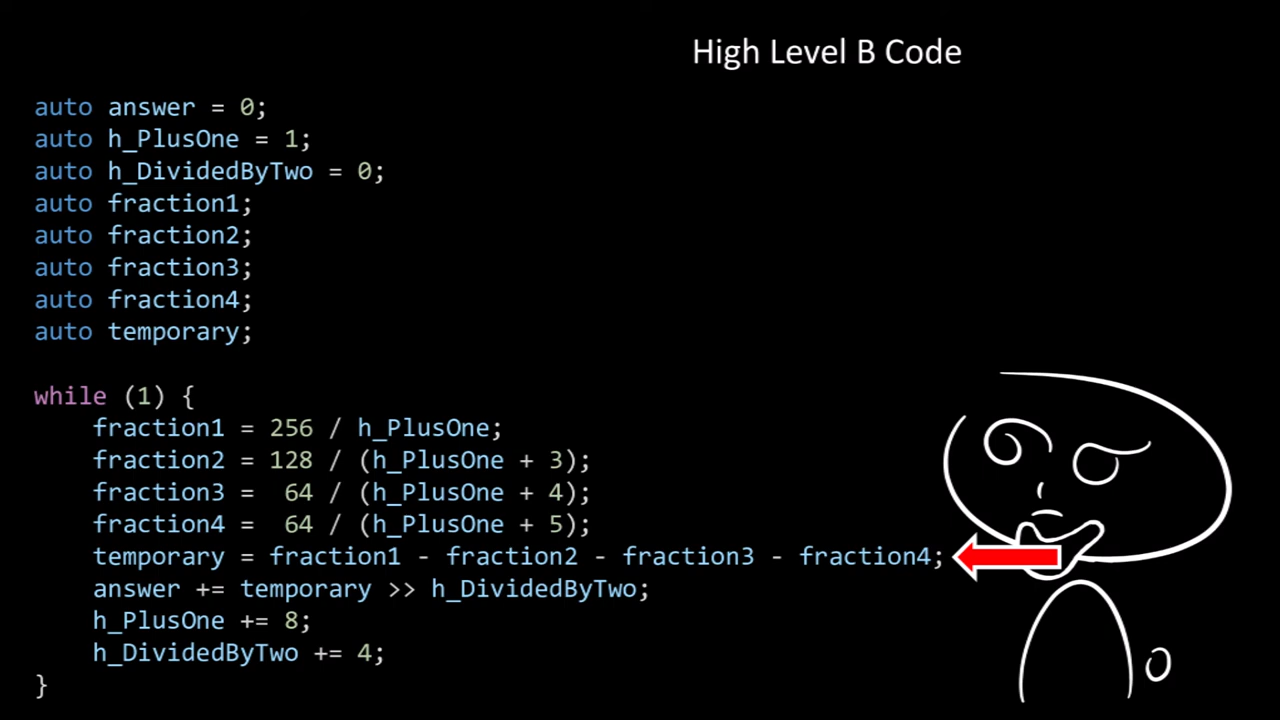 High Level B Code
auto answer = 0;
auto h_PlusOne = 1;
auto h_DividedByTwo = 0;
auto fraction1;
auto fraction2;
auto fraction3;
auto fraction4;
auto temporary;
while (1) {
    fraction1 = 256 / h_PlusOne;
    fraction2 = 128 / (h_PlusOne + 3);
    fraction3 =  64 / (h_PlusOne + 4);
    fraction4 =  64 / (h_PlusOne + 5);
    temporary = fraction1 - fraction2 - fraction3 - fraction4;
    answer += temporary >> h_DividedByTwo;
    h_PlusOne += 8;
    h_DividedByTwo += 4;
}